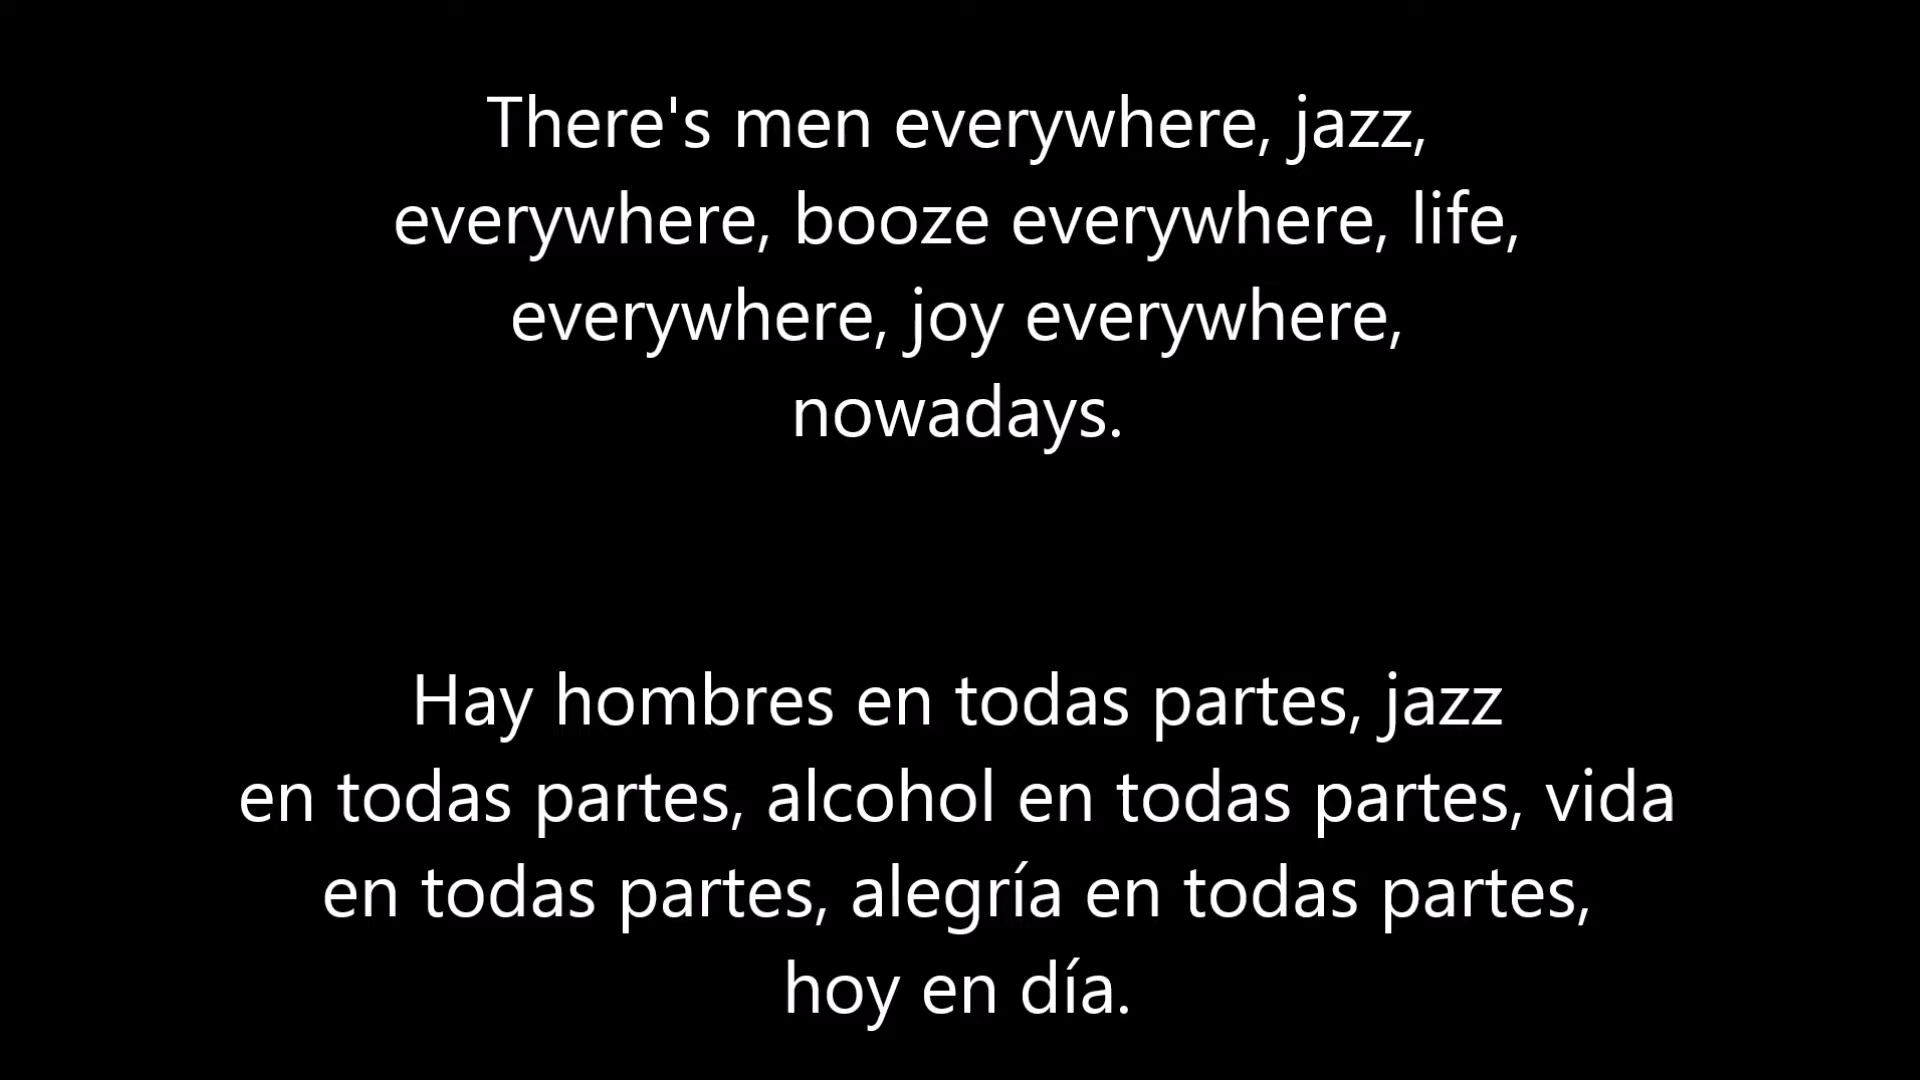 There's men everywhere, jazz,
everywhere, booze everywhere, life,
everywhere, joy everywhere,
nowadays.
Hay hombres en todas partes, jazz
en todas partes, alcohol en todas partes, vida
en todas partes, alegría en todas partes,
hoy en día.